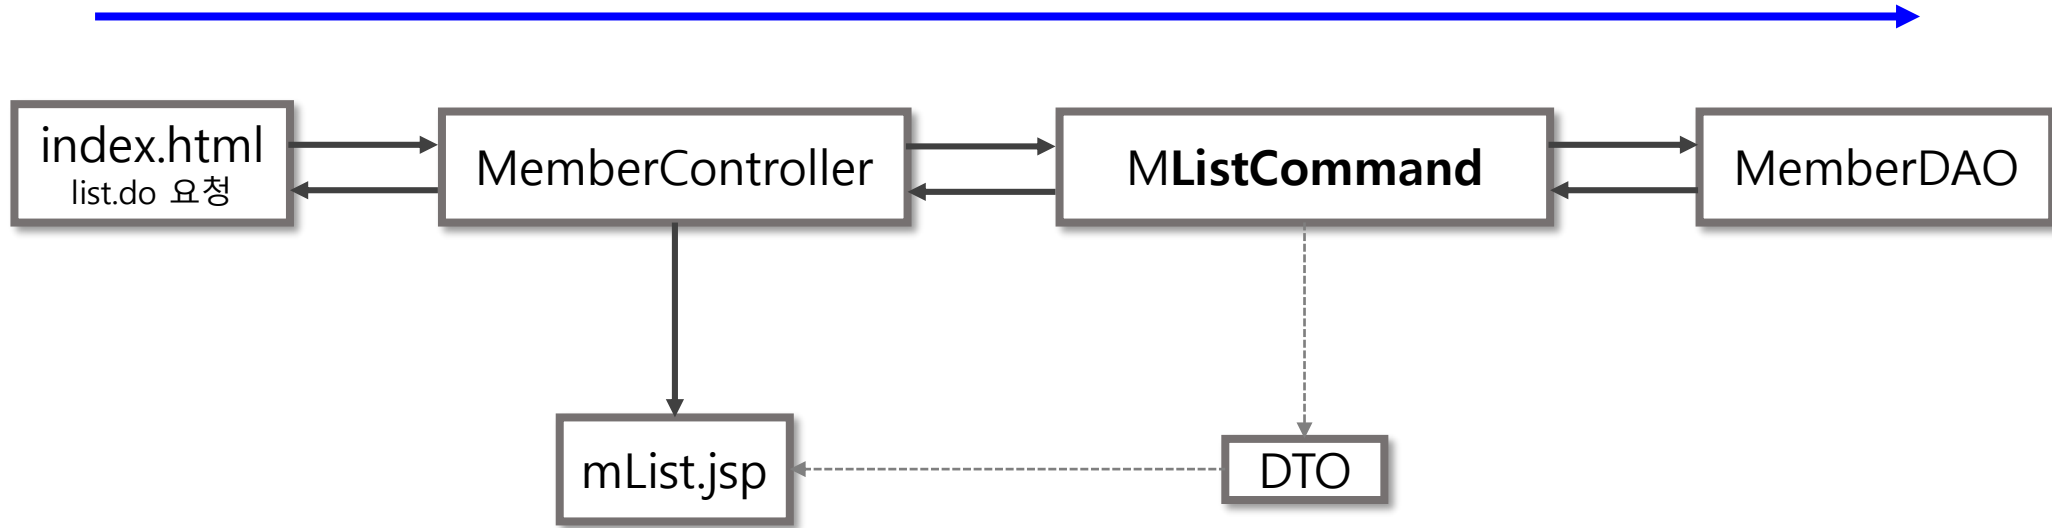 index.html
list.do 요청
MemberController
MListCommand
MemberDAO
mList.jsp
DTO